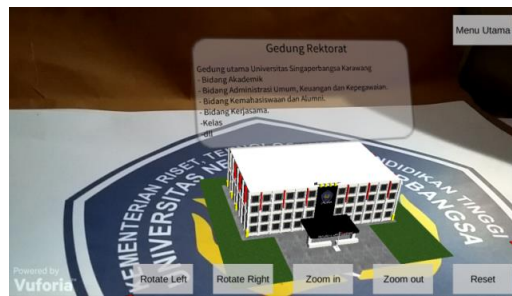 Menu Utama
Gedung Rektorat
Gedung utama Universitas Singaperbangsa Karawang
- Bidang Akademik
- Bidang Administrasi Umum, Keuangan dan Kepegawaian.
- Bidang Kemahasiswaan dan Alumni.
- Bidang Kerjasama.
-Kelas
-dll
KEMENTERIAN RISET, TEKNOLOGI
PENDIDIKAN TINGGI
UNIVERSITAS NE
RBANGSA
Powered by
Vuforia
Rotate Left
Rotate Right
Zoom in
Zoom out
Reset